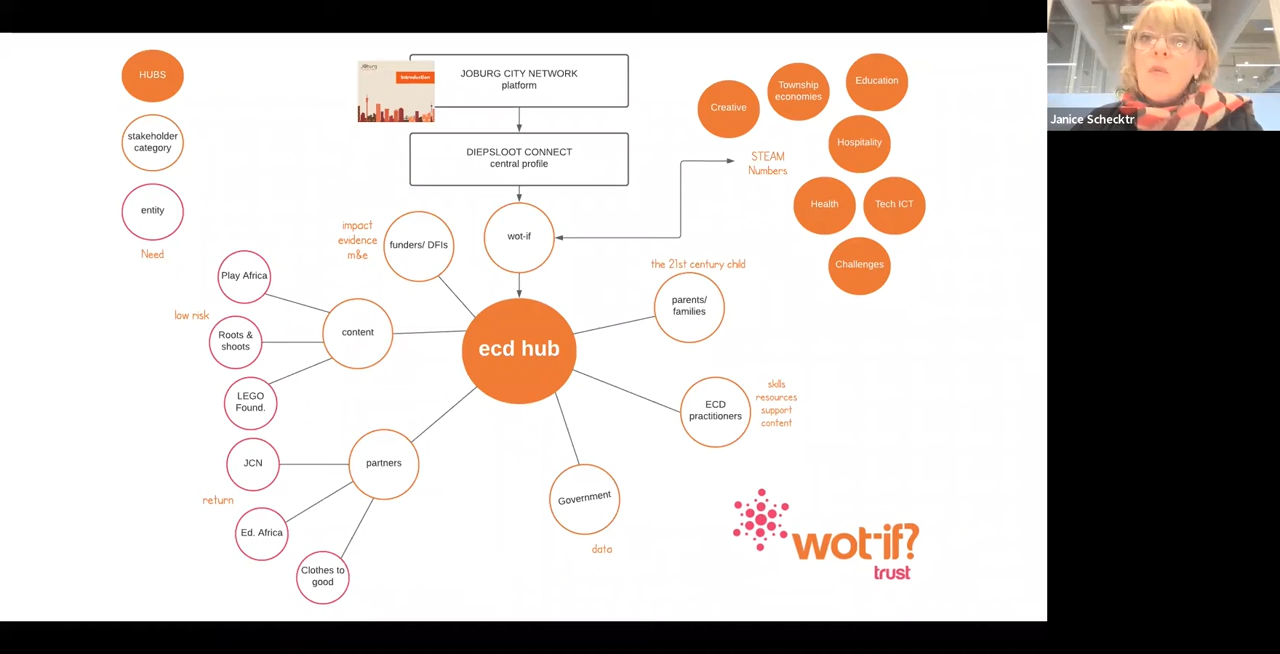 HUBS
stakeholder
category
entity
Need
Introduction
JOBURG CITY NETWORK
platform
DIEPSLOOT CONNECT
central profile
wot-if
STEAM
Numbers
Creative
Township
economies
Education
Hospitality
Health
Tech ICT
Challenges
Janice Schecktr
impact
evidence
m&e
funders/ DFIs
Play Africa
low risk
Roots &
shoots
LEGO
Found.
content
ecd hub
the 21st century child
parents/
families
ECD
practitioners
skills
resources
support
content
JCN
return
Ed. Africa
Clothes to
good
partners
Government
data
wot-if?
trust